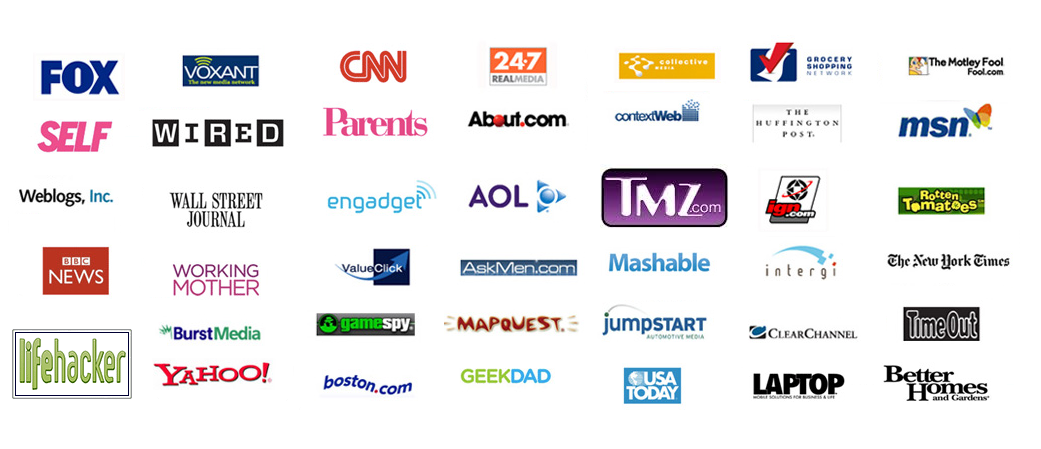 FOX
VOXANT
The new media network
CNN
24·7
REALMEDIA
collective
MEDIA
GROCERY
SHOPPING
NETWORK
The Motley Fool
Fool.com
SELF
WIRED
Parents
About.com
contextWeb
THE
HUFFINGTON
POST.
msn
Weblogs, Inc.
WALL STREET
JOURNAL
engadget
AOL
TMZ.com
ign.com
Rotten
Tomatoes
BBC
NEWS
WORKING
MOTHER
ValueClick
AskMen.com
Mashable
intergi
The New York Times
lifehacker
BurstMedia
gamespy
MAPQUEST.
jumpSTART
AUTOMOTIVE MEDIA
CLEARCHANNEL
TimeOut
YAHOO!
boston.com
GEEKDAD
USA
TODAY
LAPTOP
MOBILE SOLUTIONS FOR BUSINESS & LIFE
Better
Homes
and Gardens